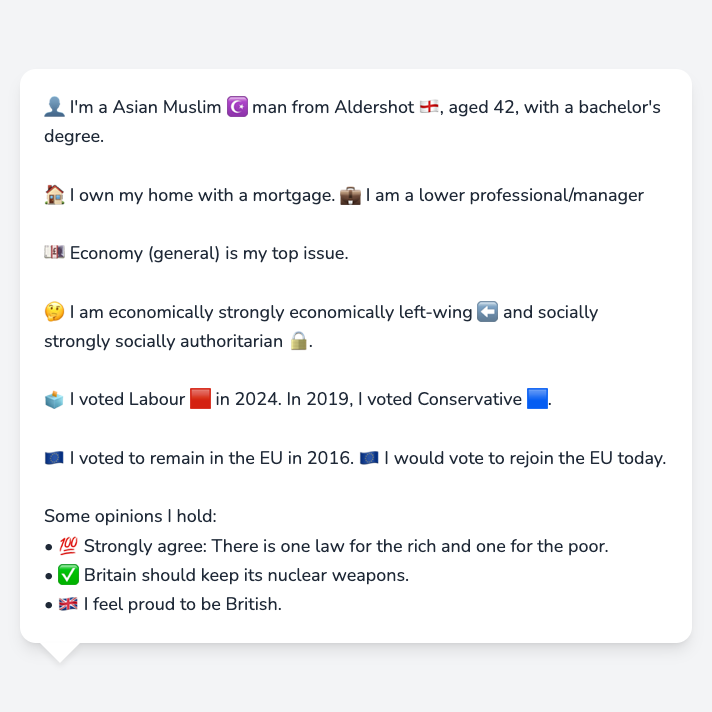 👤 I'm a Asian Muslim ☪️ man from Aldershot 🏴󠁧󠁢󠁥󠁮󠁧󠁿, aged 42, with a bachelor's
degree.
🏠 I own my home with a mortgage. 💼 I am a lower professional/manager
💷 Economy (general) is my top issue.
🤔 I am economically strongly economically left-wing ⬅️ and socially
strongly socially authoritarian 🔒.
🗳️ I voted Labour 🟥 in 2024. In 2019, I voted Conservative 🟦.
🇪🇺 I voted to remain in the EU in 2016. 🇪🇺 I would vote to rejoin the EU today.
Some opinions I hold:
• 💯 Strongly agree: There is one law for the rich and one for the poor.
• ✅ Britain should keep its nuclear weapons.
• 🇬🇧 I feel proud to be British.